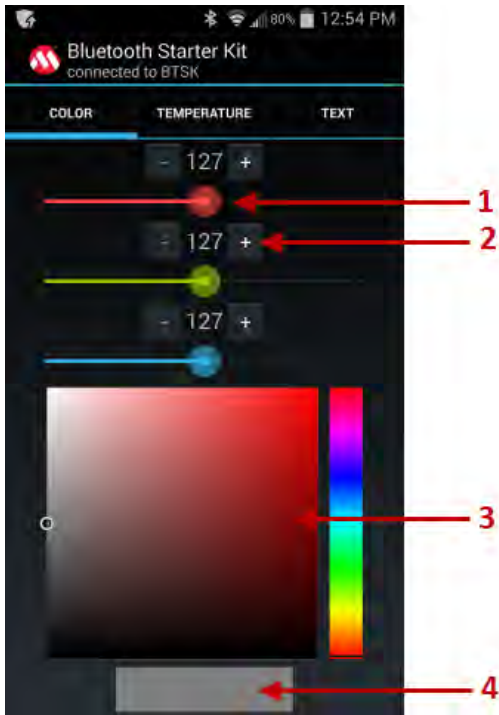 80% 12:54 PM
Bluetooth Starter Kit
connected to BTSK
COLOR TEMPERATURE TEXT
- 127 +
1
- 127 +
2
- 127 +
3
4